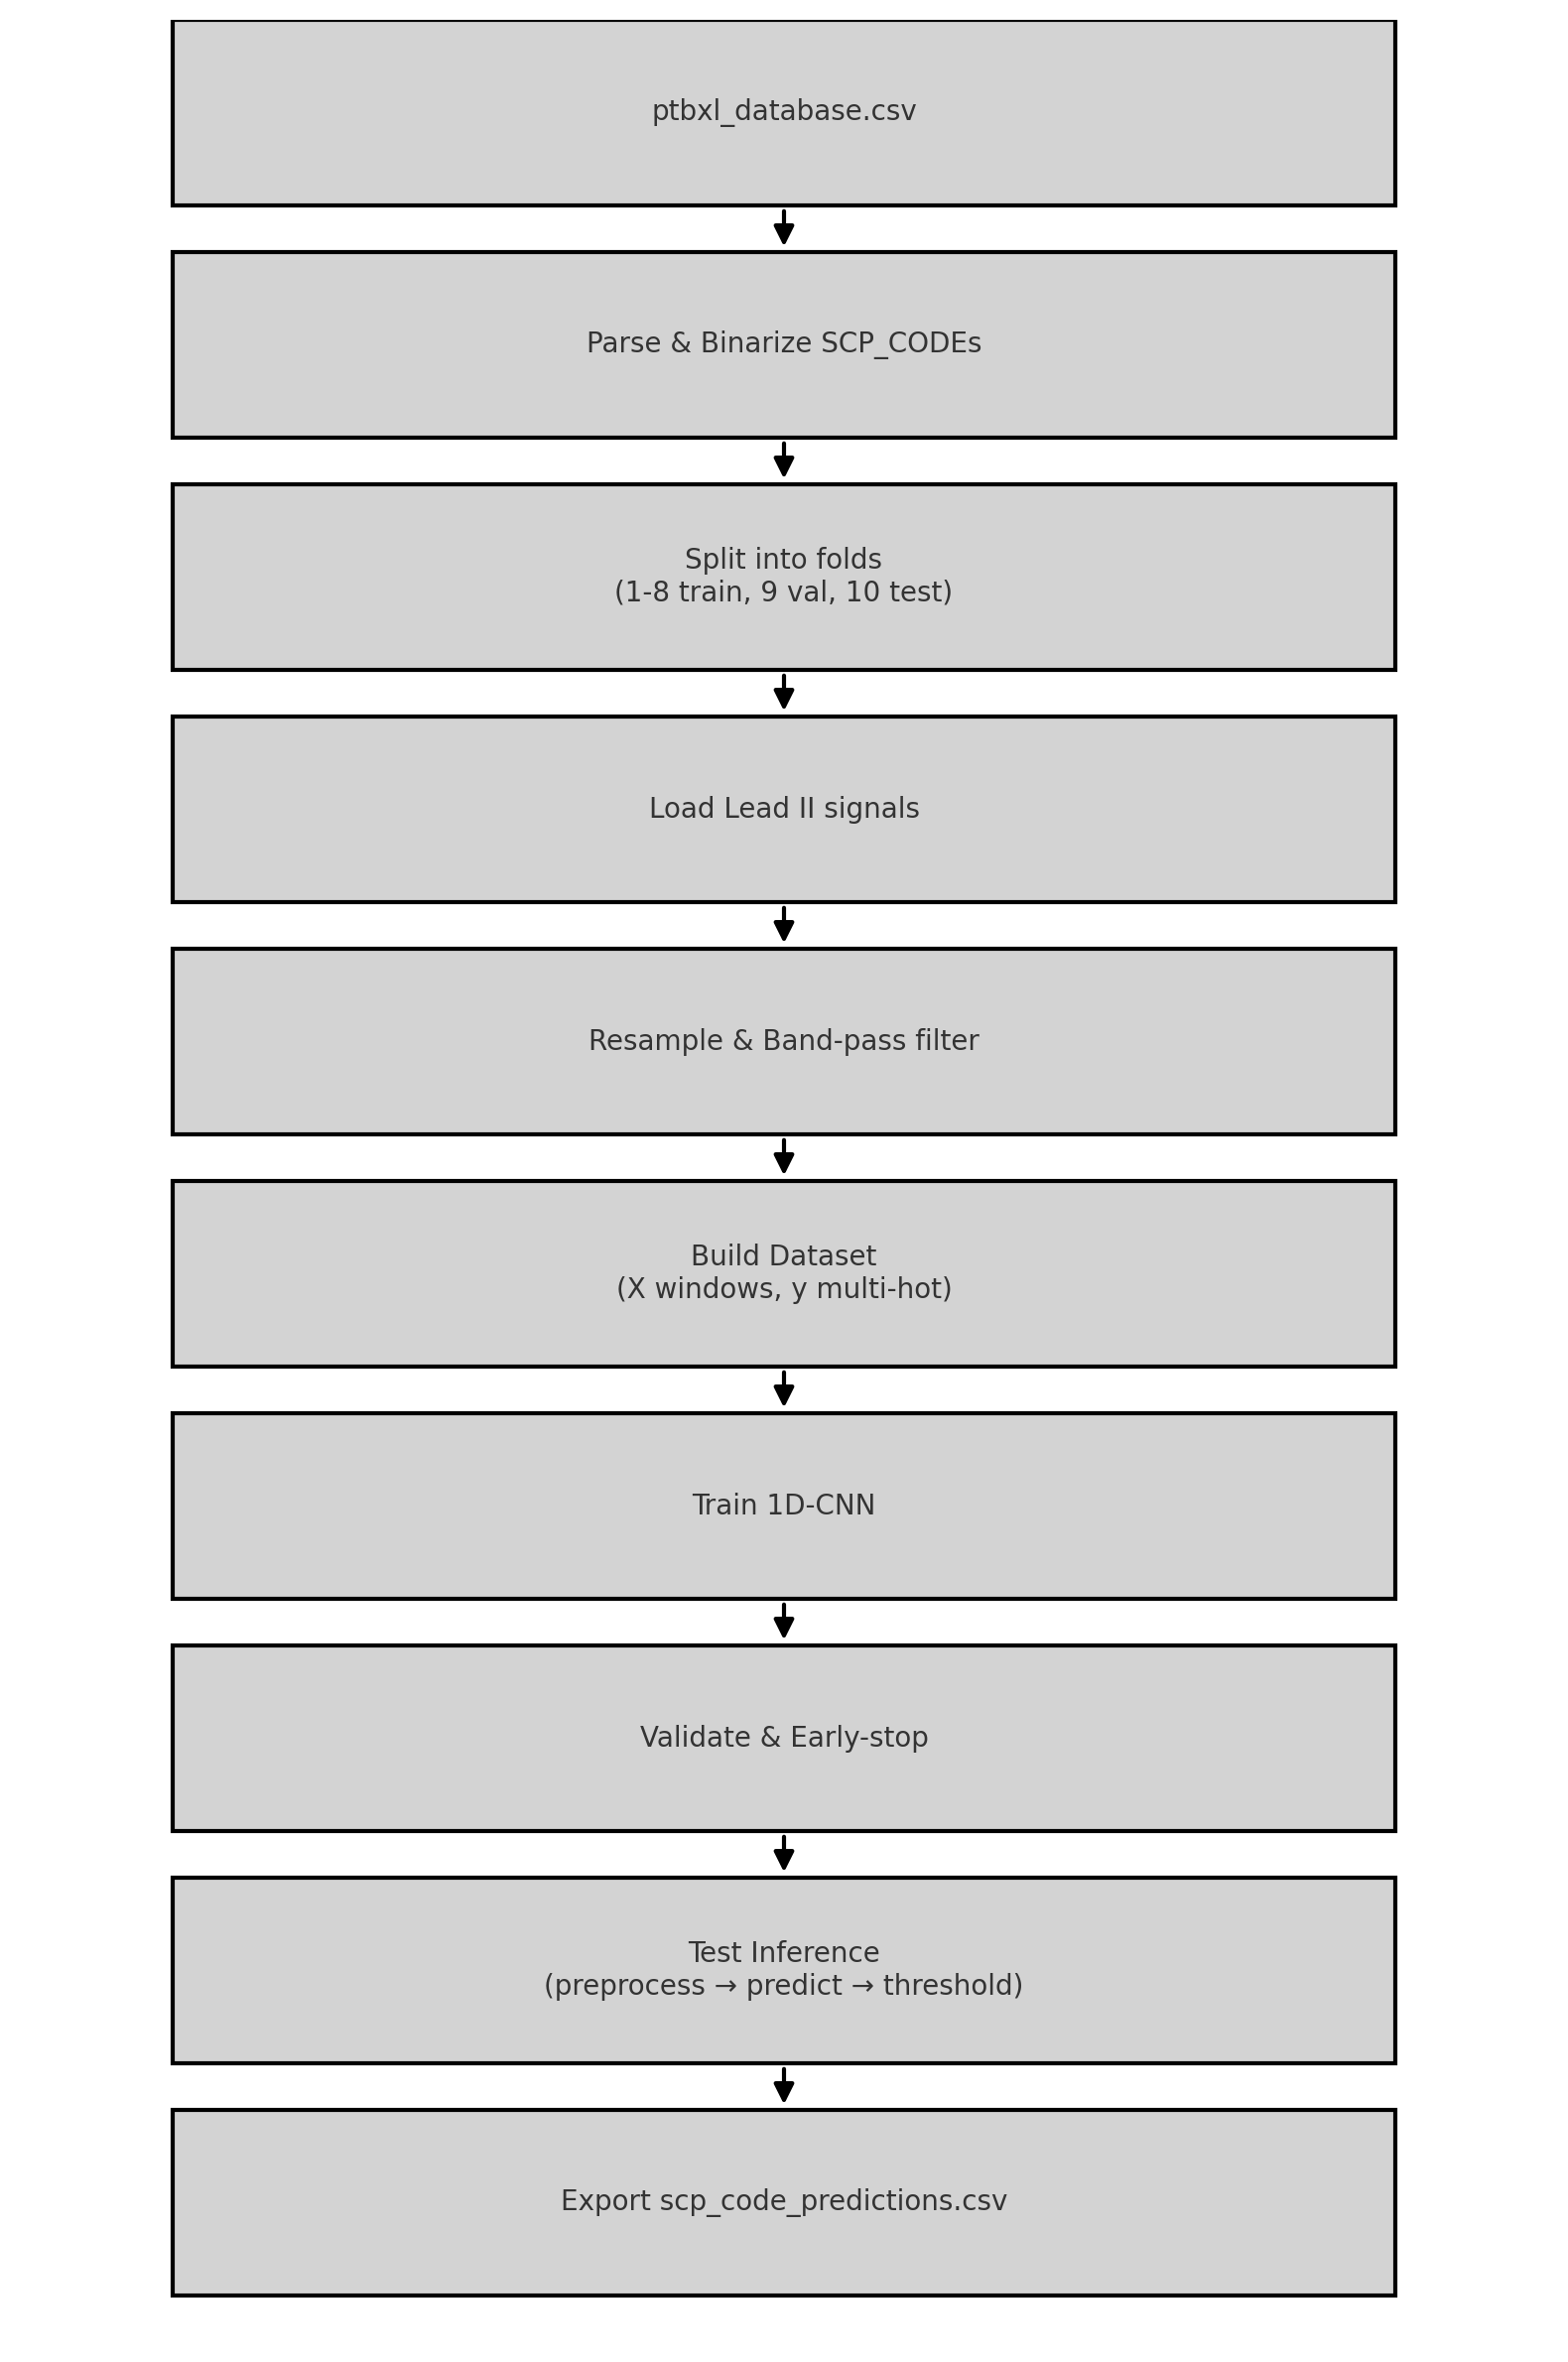 ptbxl_database.csv
Parse & Binarize SCP_CODEs
Split into folds
(1-8 train, 9 val, 10 test)
Load Lead II signals
Resample & Band-pass filter
Build Dataset
(X windows, y multi-hot)
Train 1D-CNN
Validate & Early-stop
Test Inference
(preprocess → predict → threshold)
Export scp_code_predictions.csv